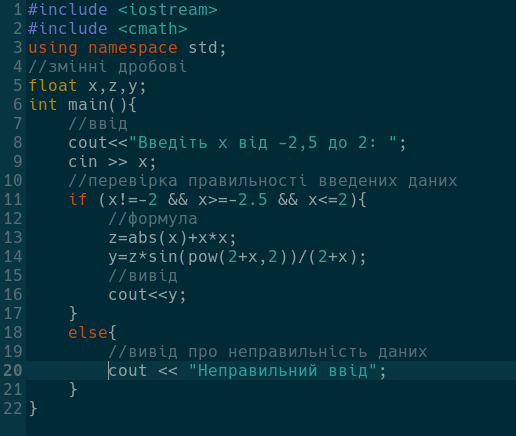 1 #include <iostream>
2 #include <cmath>
3 using namespace std;
4 //змінні дробові
5 float x,z,y;
6 int main(){
7     //ввід
8     cout<<"Введіть x від -2,5 до 2: ";
9     cin >> x;
10     //перевірка правильності введених даних
11     if (x!=-2 && x>=-2.5 && x<=2){
12         //формула
13         z=abs(x)+x*x;
14         y=z*sin(pow(2+x,2))/(2+x);
15         //вивід
16         cout<<y;
17     }
18     else{
19         //вивід про неправильність даних
20         cout << "Неправильний ввід";
21     }
22 }